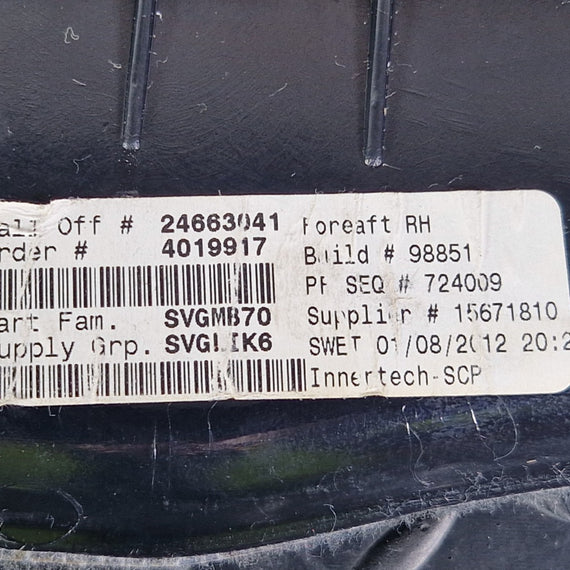 all Off # 24663041
rder # 4019917
art Fam. SVGMB70
upply Grp. SVGLIK6
Foreaft RH
Build # 98851
PF SEQ # 724009
Supplier # 15671810
SWET 01/08/2012 20:2
Innertech-SCP